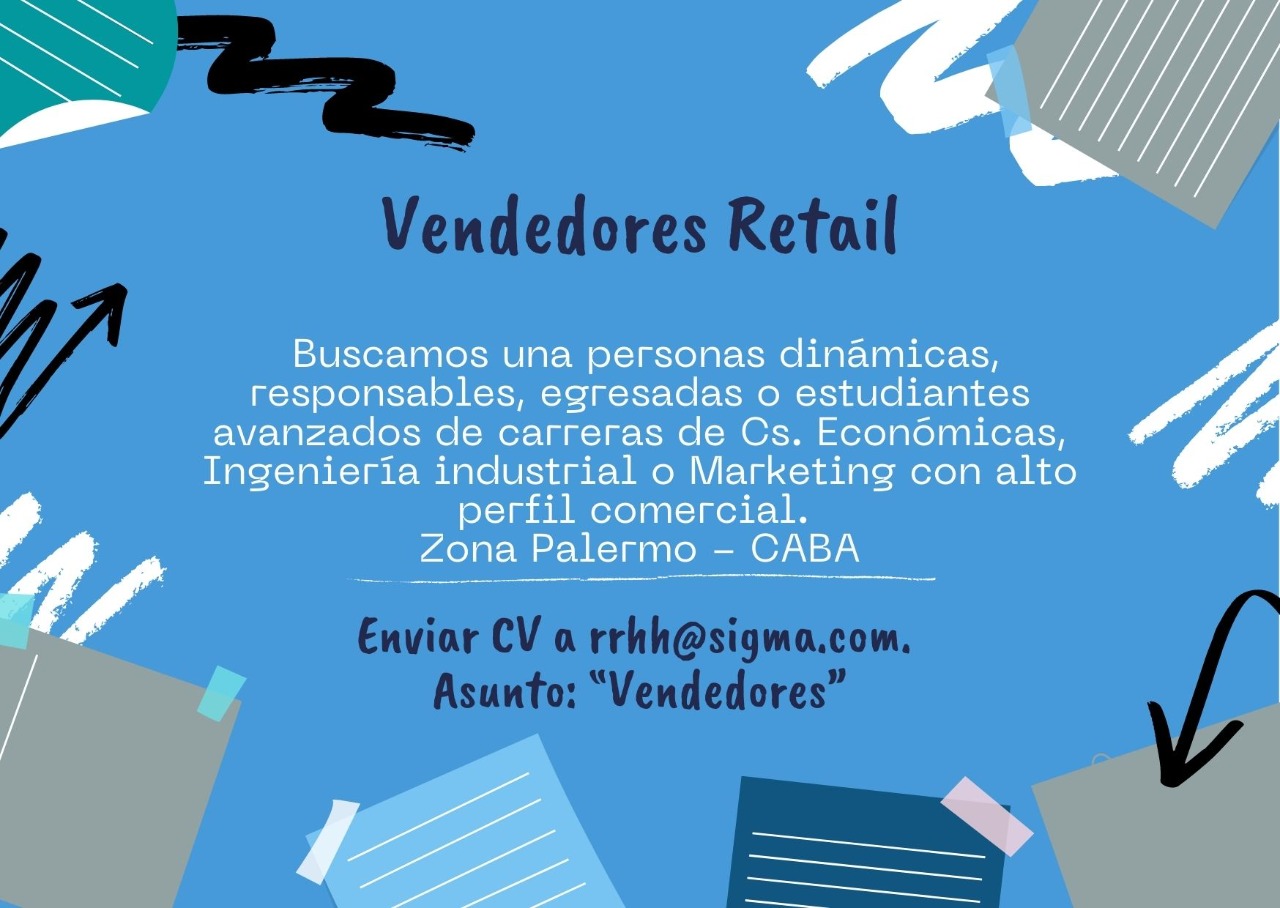 Vendedores Retail
Buscamos una personas dinámicas,
responsables, egresadas o estudiantes
avanzados de carreras de Cs. Económicas,
Ingeniería industrial o Marketing con alto
perfil comercial.
Zona Palermo - CABA
Enviar CV a rrhh@sigma.com.
Asunto: “Vendedores”